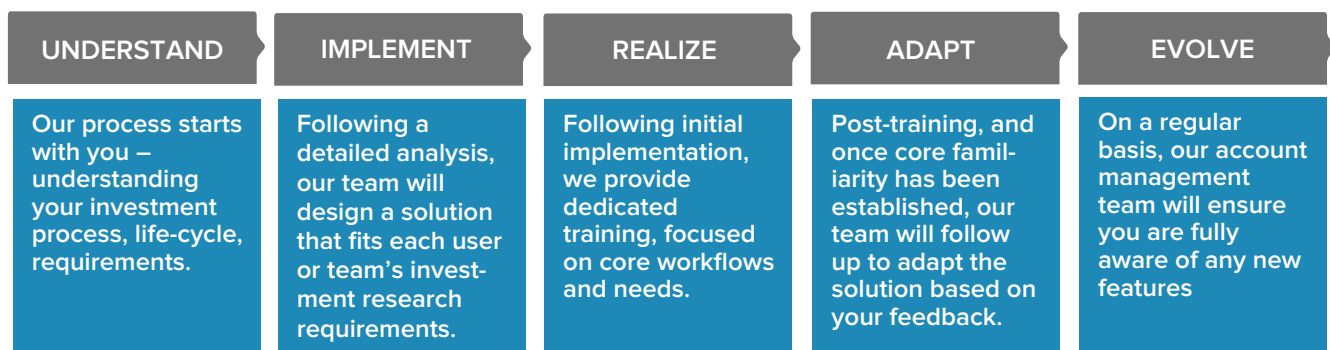 UNDERSTAND
Our process starts
with you –
understanding
your investment
process, life-cycle,
requirements.
IMPLEMENT
Following a
detailed analysis,
our team will
design a solution
that fits each user
or team’s invest-
ment research
requirements.
REALIZE
Following initial
implementation,
we provide
dedicated
training, focused
on core workflows
and needs.
ADAPT
Post-training, and
once core famil-
iarity has been
established, our
team will follow
up to adapt the
solution based on
your feedback.
EVOLVE
On a regular
basis, our account
management
team will ensure
you are fully
aware of any new
features